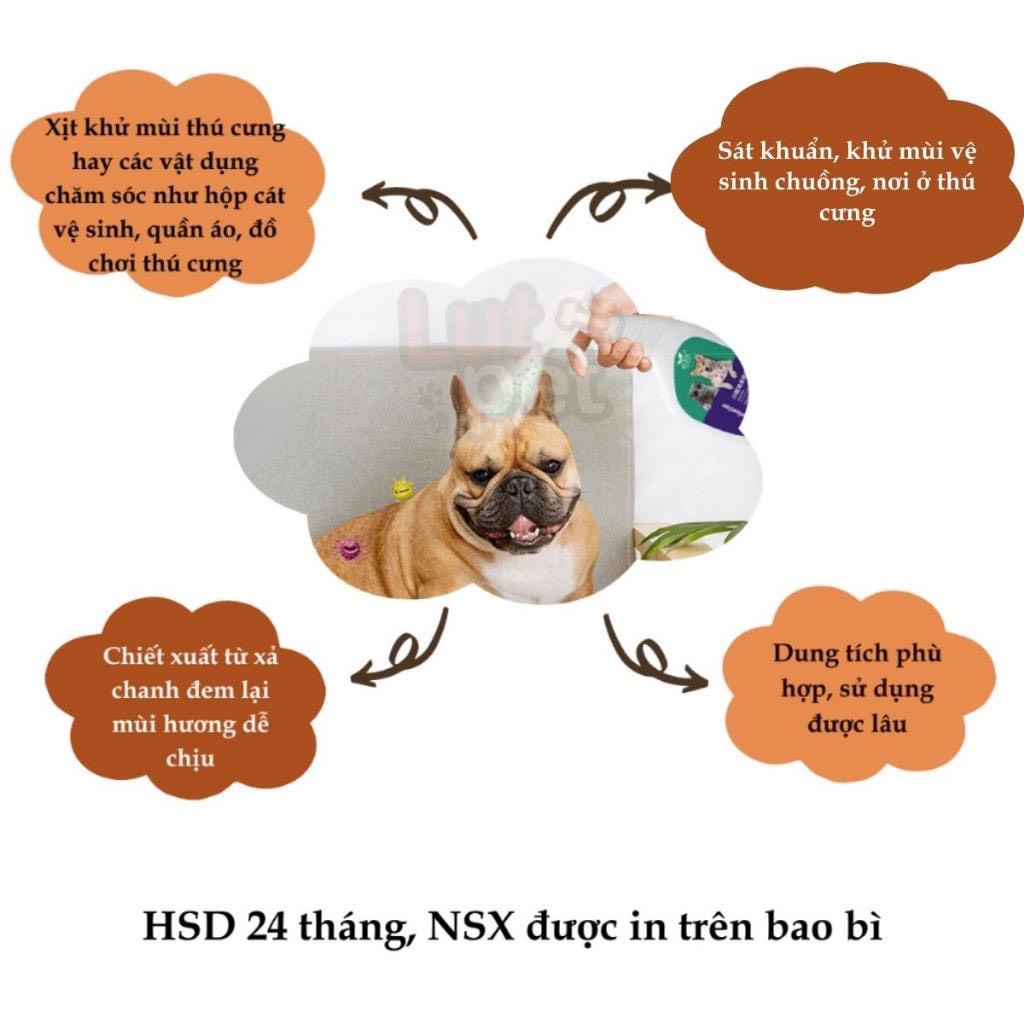 Xịt khử mùi thú cưng
hay các vật dụng
chăm sóc như hộp cát
vệ sinh, quần áo, đồ
chơi thú cưng
Sát khuẩn, khử mùi vệ
sinh chuồng, nơi ở thú
cưng
Lut
pet
Chiết xuất từ xả
chanh đem lại
mùi hương dễ
chịu
Dung tích phù
hợp, sử dụng
được lâu
HSD 24 tháng, NSX được in trên bao bì